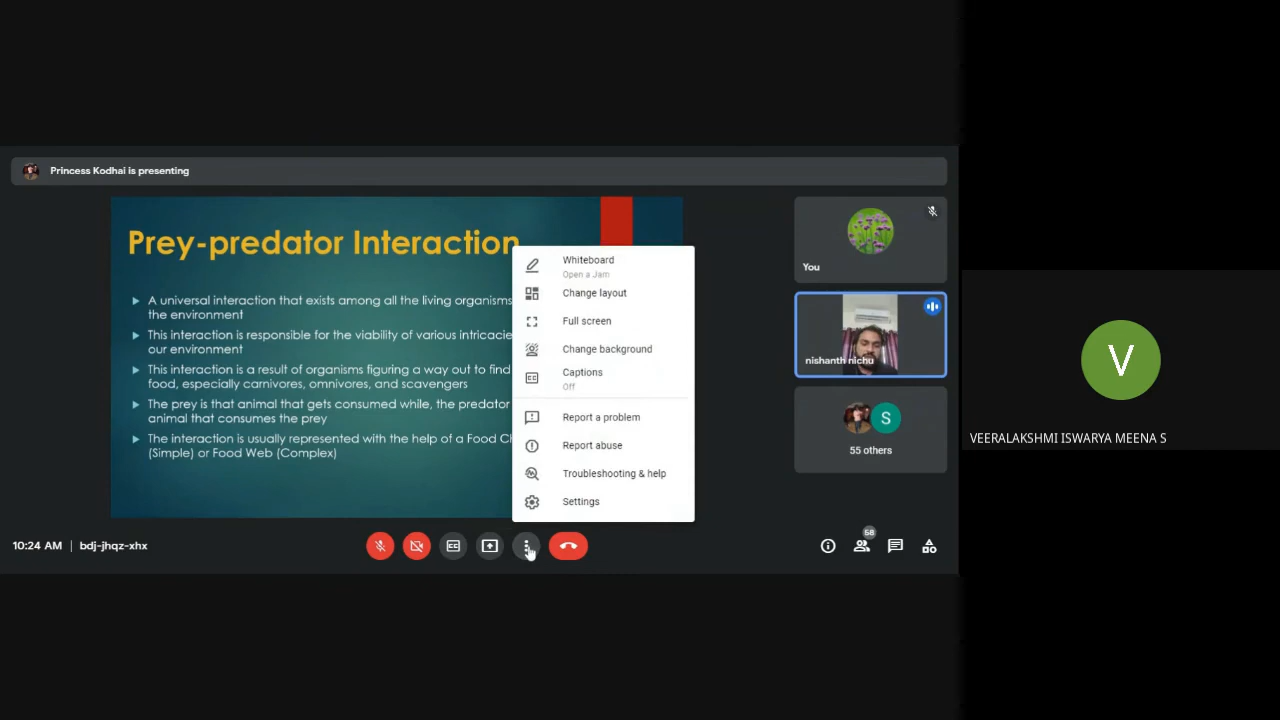 Princess Kodhai is presenting
Prey-predator Interaction
A universal interaction that exists among all the living organisms
the environment
This interaction is responsible for the viability of various
our environment
This interaction is a result of organisms figuring a way out to find
food, especially carnivores, omnivores, and scavengers
The prey is that animal that gets consumed while, the predator
animal that consumes the prey
The interaction is usually represented with the help of a Food
(Simple) or Food Web (Complex)
Whiteboard
Open a Jam
Change layout
Full screen
Change background
Captions
Off
Report a problem
Report abuse
Troubleshooting & help
Settings
You
nishanth nichu
S
55 others
10:24 AM | bdj-jhqz-xhx
58
V
VEERALAKSHMI ISWARYA MEENA S